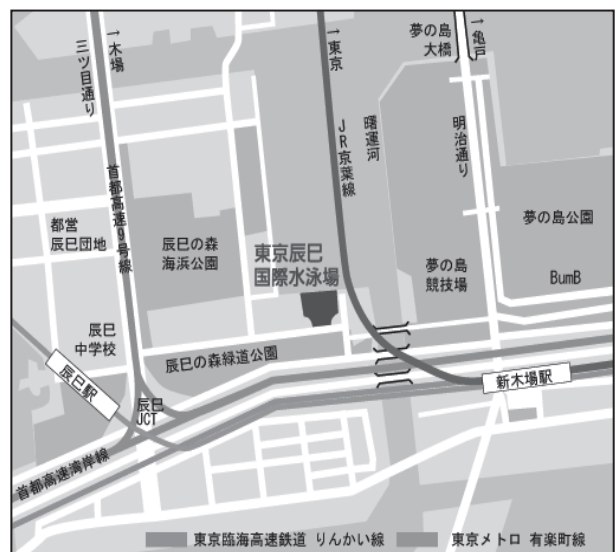 →木場
三ツ目通り
→東京
夢の島
大橋
→亀戸
JR京葉線
曙運河
明治通り
首都高速9号線
都営
辰巳団地
辰巳の森
海浜公園
東京辰巳
国際水泳場
夢の島
競技場
夢の島公園
BumB
辰巳
中学校
辰巳の森緑道公園
辰巳駅
辰巳
JCT
新木場駅
首都高速湾岸線
東京臨海高速鉄道 りんかい線
東京メトロ 有楽町線